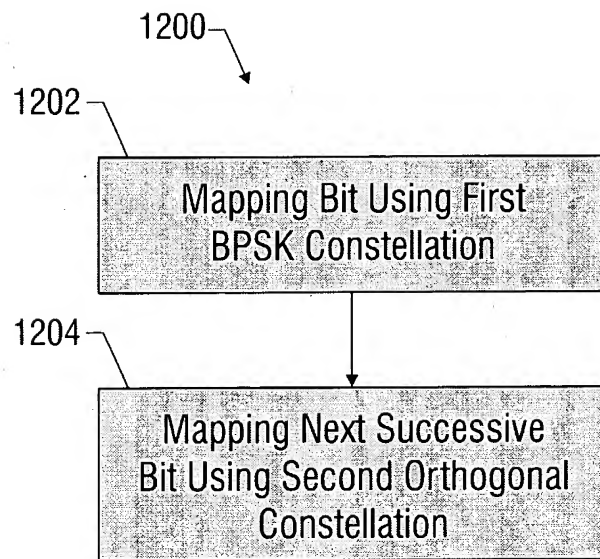 1200
1202
Mapping Bit Using First
BPSK Constellation
1204
Mapping Next Successive
Bit Using Second Orthogonal
Constellation